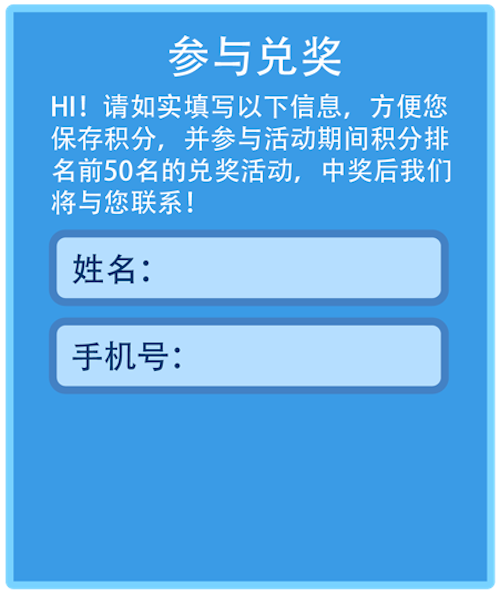 参与兑奖
HI！请如实填写以下信息，方便您
保存积分，并参与活动期间积分排
名前50名的兑奖活动，中奖后我们
将与您联系！
姓名：
手机号：